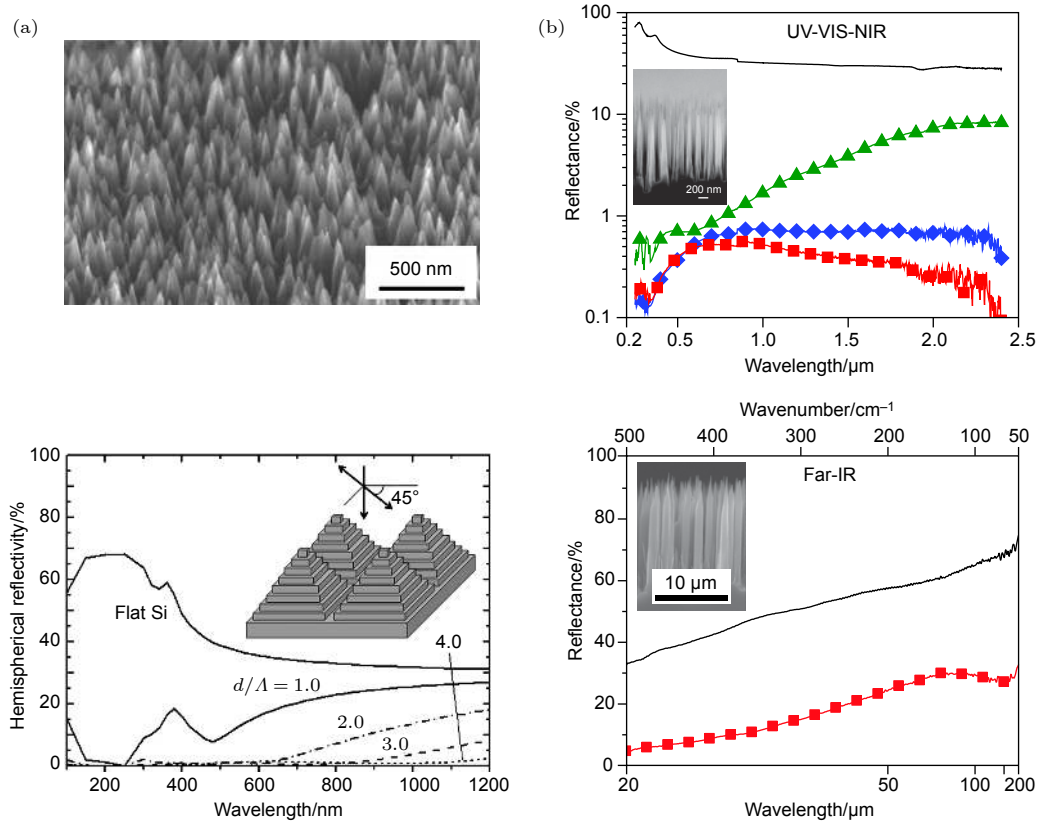 (a)
500 nm
(b)
UV-VIS-NIR
100
10
1
0.1
Reflectance/%
200 nm
0.2
0.5
1.0
1.5
2.0
2.5
Wavelength/μm
100
80
60
40
20
0
Hemispherical reflectivity/%
45°
Flat Si
d/Λ = 1.0
2.0
3.0
4.0
200
400
600
800
1000
1200
Wavelength/nm
Wavenumber/cm⁻¹
500
400
300
200
100
50
Far-IR
100
80
60
40
20
0
Reflectance/%
10 μm
20
50
100
200
Wavelength/μm